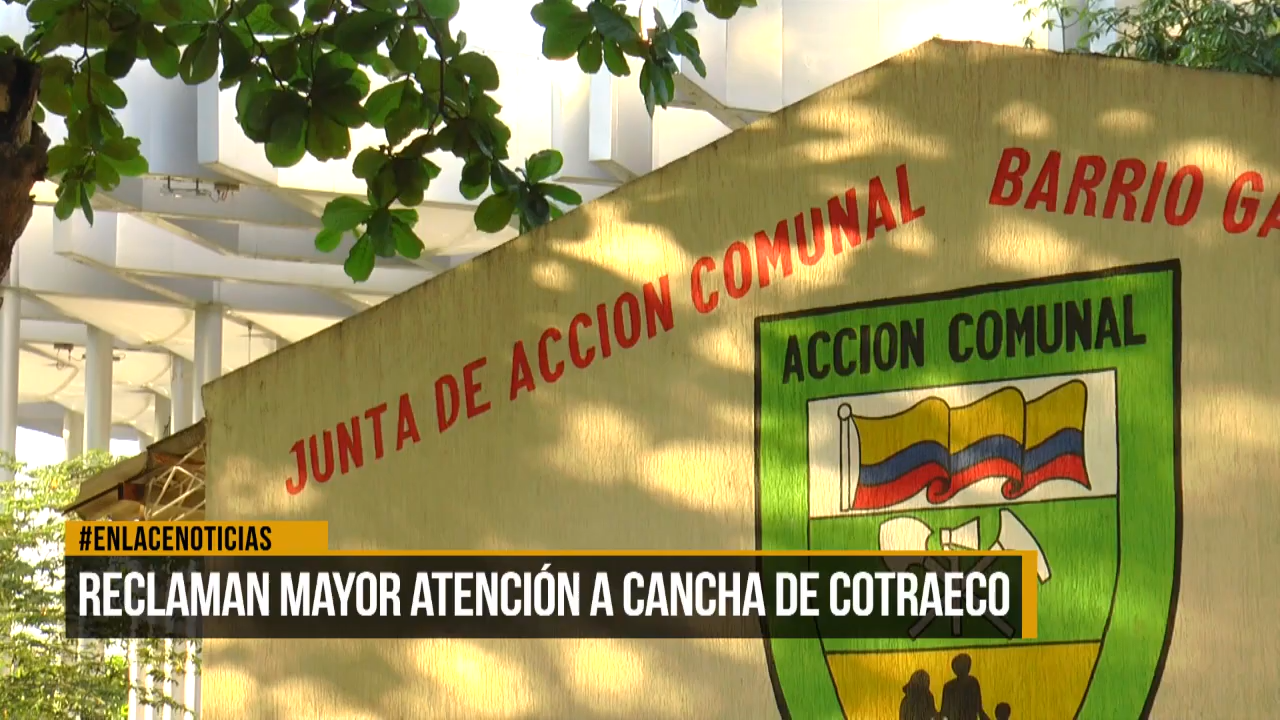 JUNTA DE ACCION COMUNAL BARRIO
ACCION COMUNAL
#ENLACENOTICIAS
RECLAMAN MAYOR ATENCIÓN A CANCHA DE COTRAECO